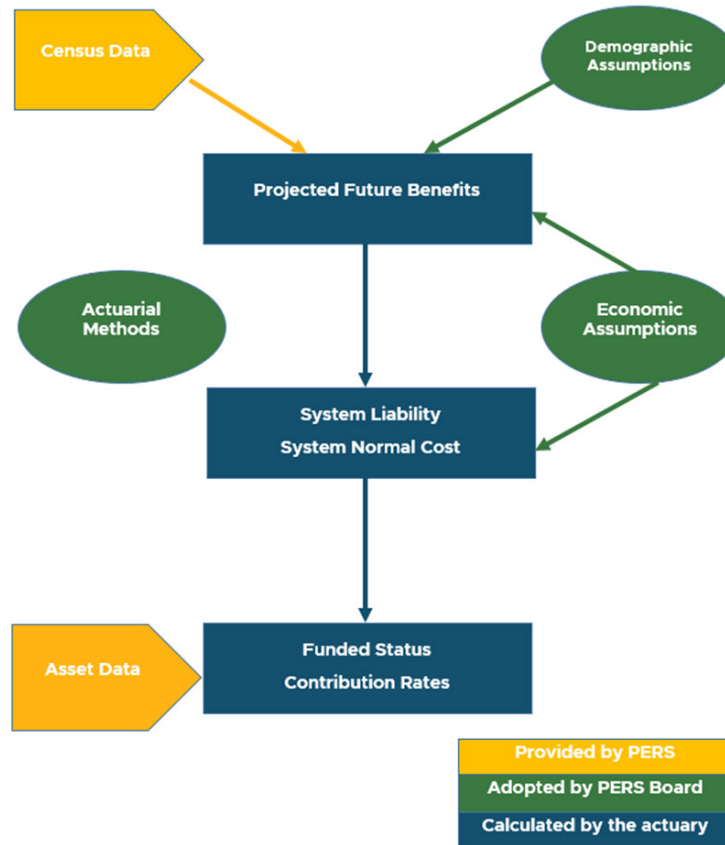 Census Data
Demographic
Assumptions
Projected Future Benefits
Actuarial
Methods
Economic
Assumptions
System Liability
System Normal Cost
Asset Data
Funded Status
Contribution Rates
Provided by PERS
Adopted by PERS Board
Calculated by the actuary